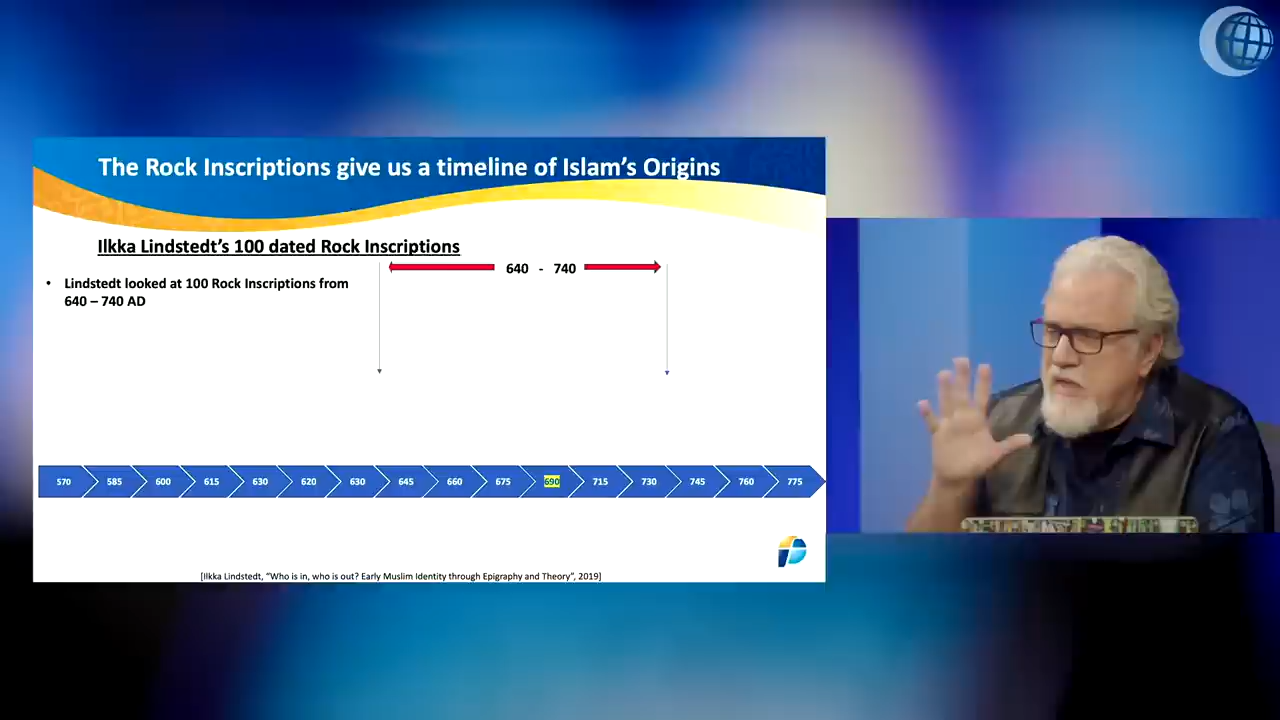 The Rock Inscriptions give us a timeline of Islam's Origins
Ilkka Lindstedt's 100 dated Rock Inscriptions
640 - 740
• Lindstedt looked at 100 Rock Inscriptions from
640 – 740 AD
570 585 600 615 630 620 630 645 660 675 690 715 730 745 760 775
[Ilkka Lindstedt, "Who is in, who is out? Early Muslim Identity through Epigraphy and Theory", 2019]